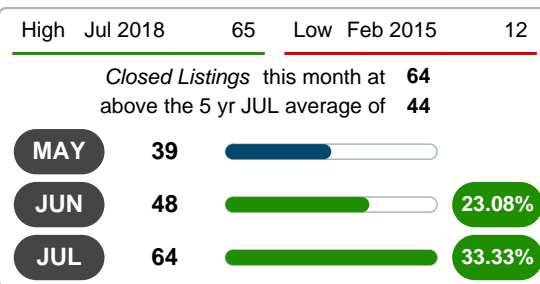 High Jul 2018 65 Low Feb 2015 12
Closed Listings this month at 64
above the 5 yr JUL average of 44
MAY 39
JUN 48 23.08%
JUL 64 33.33%